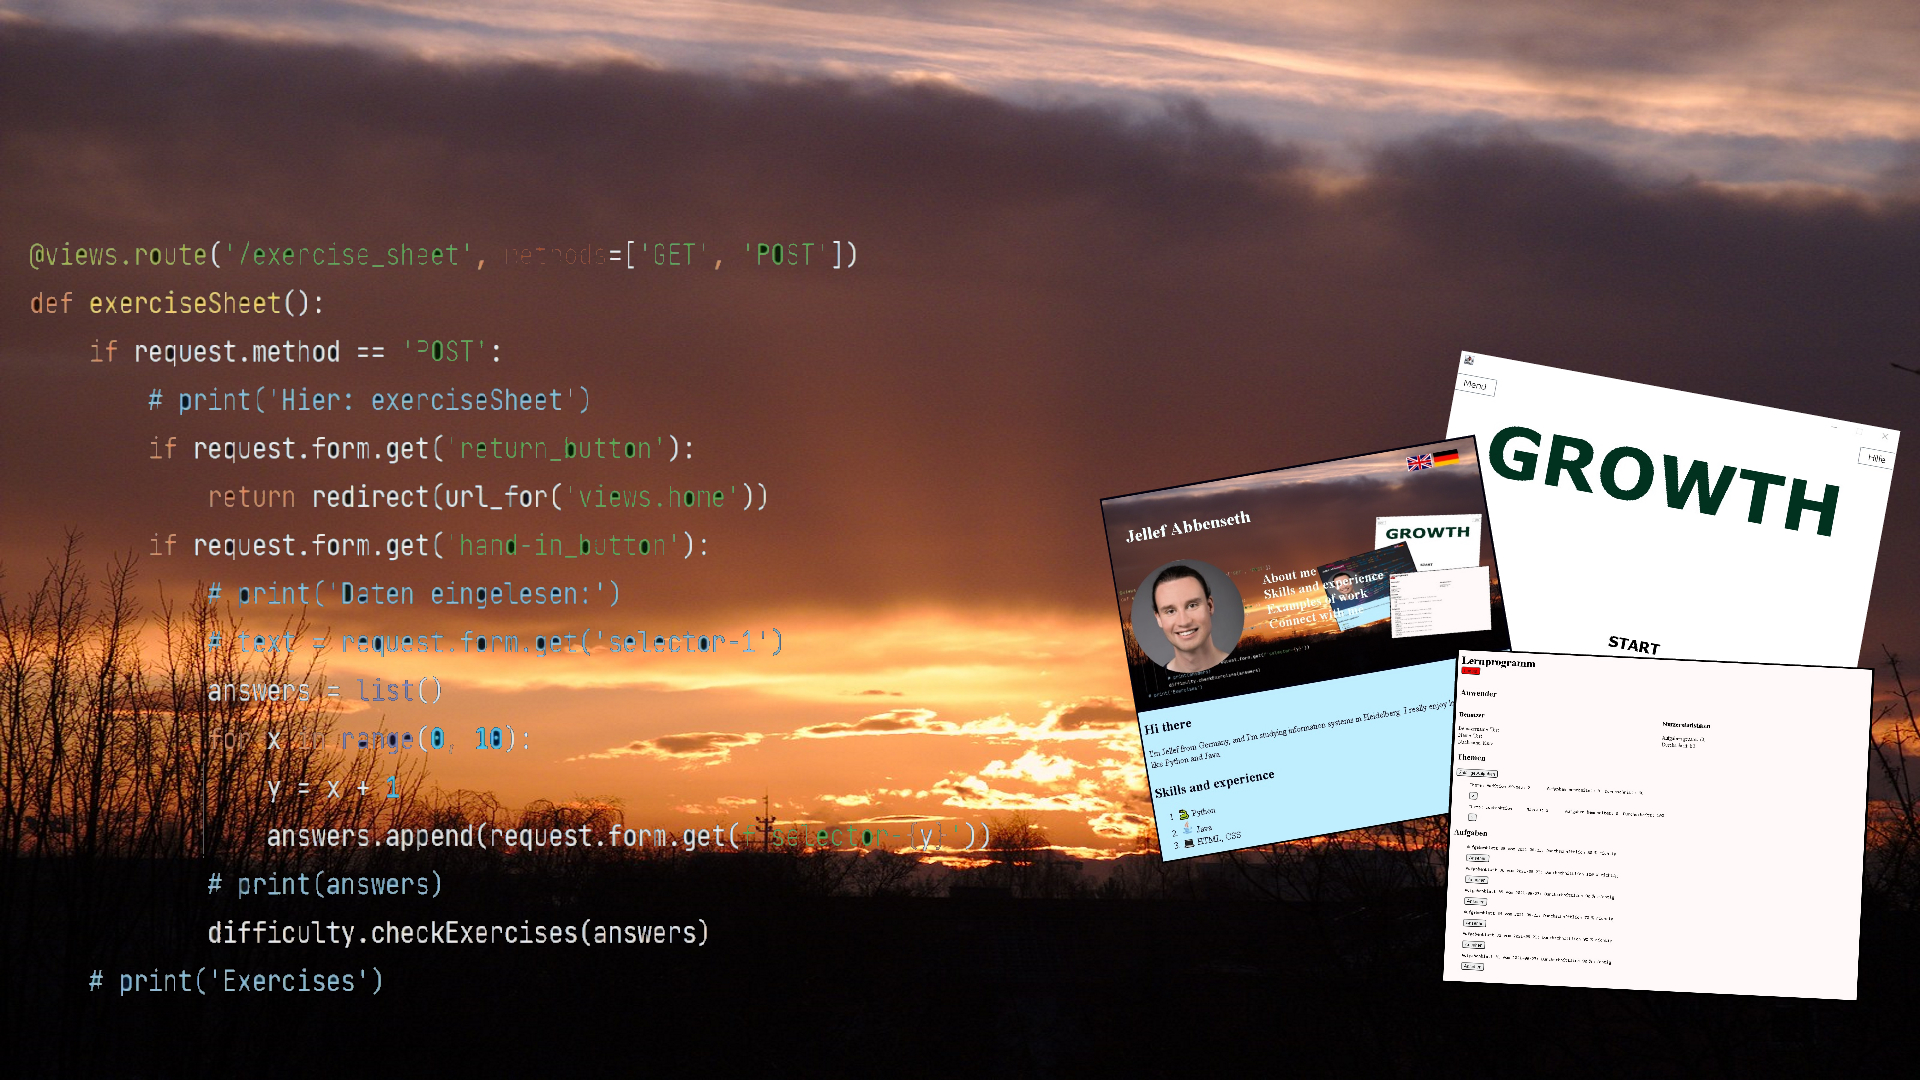 @views.route('/exercise_sheet', methods=['GET', 'POST'])
def exerciseSheet():
if request.method == 'POST':
# print('Hier: exerciseSheet')
if request.form.get('return_button'):
return redirect(url_for('views.home'))
if request.form.get('hand-in_button'):
# print('Daten eingelesen:')
# text = request.form.get('selector-1')
answers = list()
for x in range(0, 10):
y = x + 1
answers.append(request.form.get(f'selector-{y}'))
# print(answers)
difficulty.checkExercises(answers)
# print('Exercises')
Menü
Hilfe
GROWTH
START
Jellef Abbenseth
About me
Skills and experience
Examples of work
Connect with me
GROWTH
Hi there
I'm Jellef from Germany, and I'm studying information systems in Heidelberg. I really enjoy
like Python and Java.
Skills and experience
1 Python
2 Java
3 HTML, CSS
Lernprogramm
Anwender
Benutzer
Nutzerstatistiken
Themen
Aufgaben